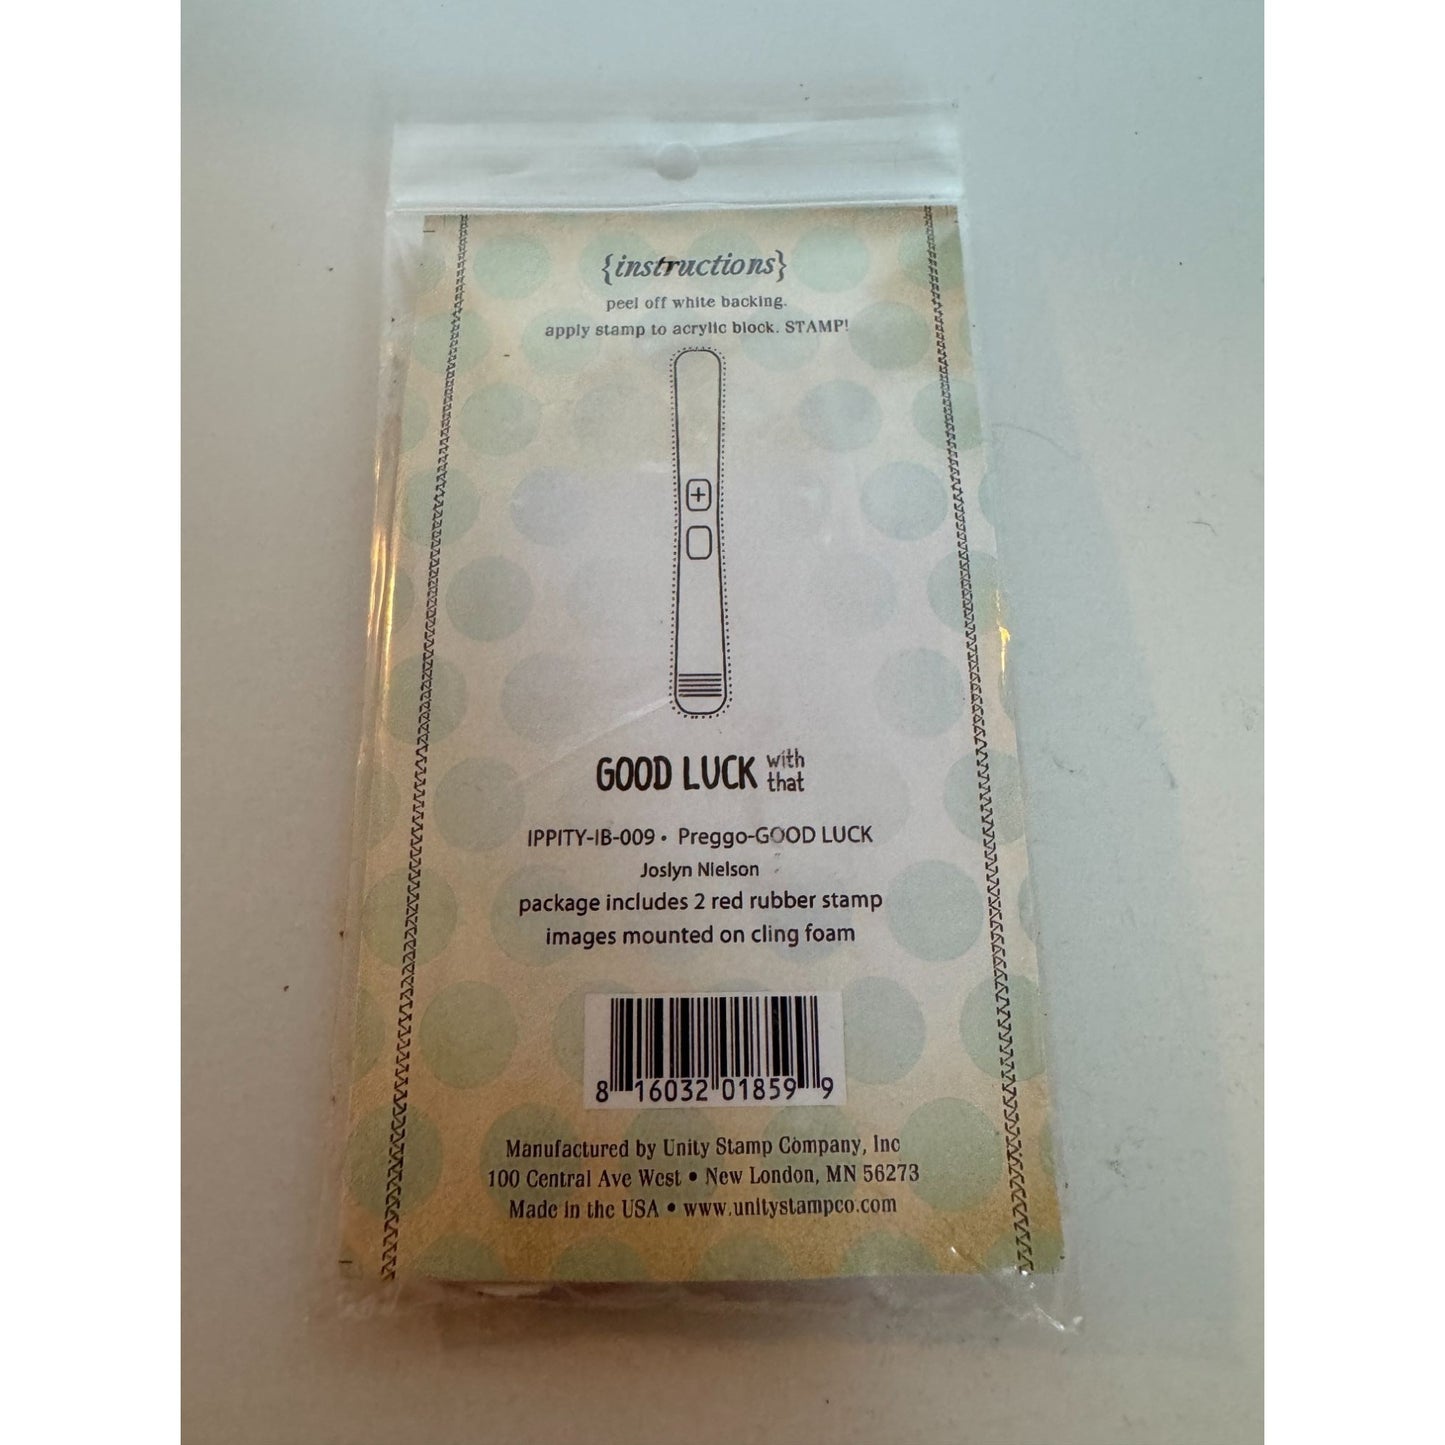 {instructions}
peel off white backing.
apply stamp to acrylic block. STAMP!
+
GOOD LUCK with that
IPPITY-IB-009 • Preggo-GOOD LUCK
Joslyn Nielson
package includes 2 red rubber stamp
images mounted on cling foam
8 16032 01859 9
Manufactured by Unity Stamp Company, Inc
100 Central Ave West • New London, MN 56273
Made in the USA • www.unitystampco.com